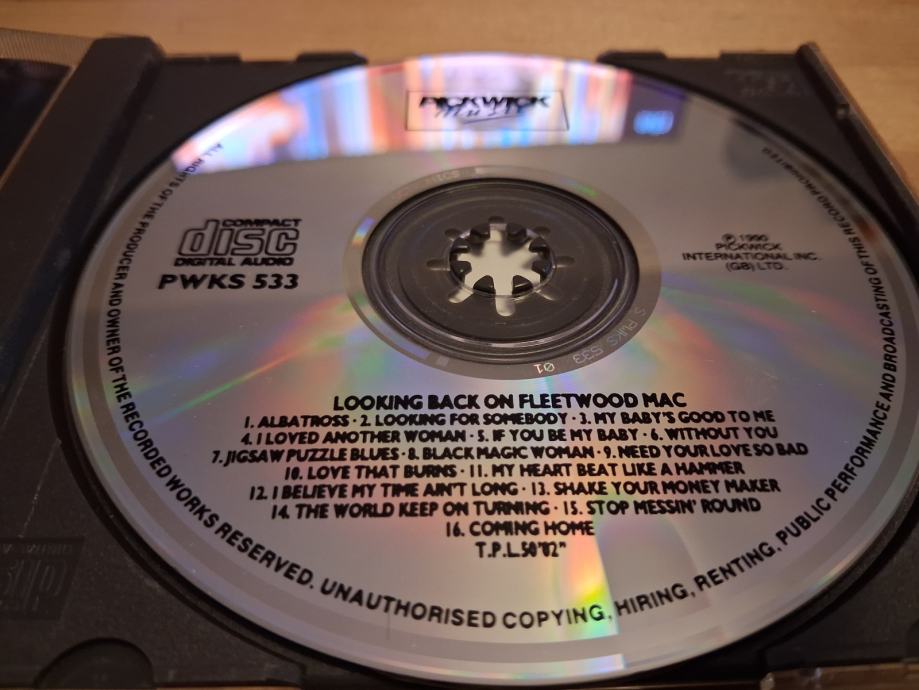 PICKWICK
MUSIC
COMPACT
disc
DIGITAL AUDIO
PWKS 533
℗ 1990
PICKWICK
INTERNATIONAL INC.
(GB) LTD.
PWKS 533 01
LOOKING BACK ON FLEETWOOD MAC
1. ALBATROSS · 2. LOOKING FOR SOMEBODY · 3. MY BABY'S GOOD TO ME
4. I LOVED ANOTHER WOMAN · 5. IF YOU BE MY BABY · 6. WITHOUT YOU
7. JIGSAW PUZZLE BLUES · 8. BLACK MAGIC WOMAN · 9. NEED YOUR LOVE SO BAD
10. LOVE THAT BURNS · 11. MY HEART BEAT LIKE A HAMMER
12. I BELIEVE MY TIME AIN'T LONG · 13. SHAKE YOUR MONEY MAKER
14. THE WORLD KEEP ON TURNING · 15. STOP MESSIN' ROUND
16. COMING HOME
T.P.L. 50'02"
ALL RIGHTS OF THE PRODUCER AND OWNER OF THE RECORDED WORKS RESERVED. UNAUTHORISED COPYING, HIRING, RENTING, PUBLIC PERFORMANCE AND BROADCASTING OF THIS RECORD PROHIBITED